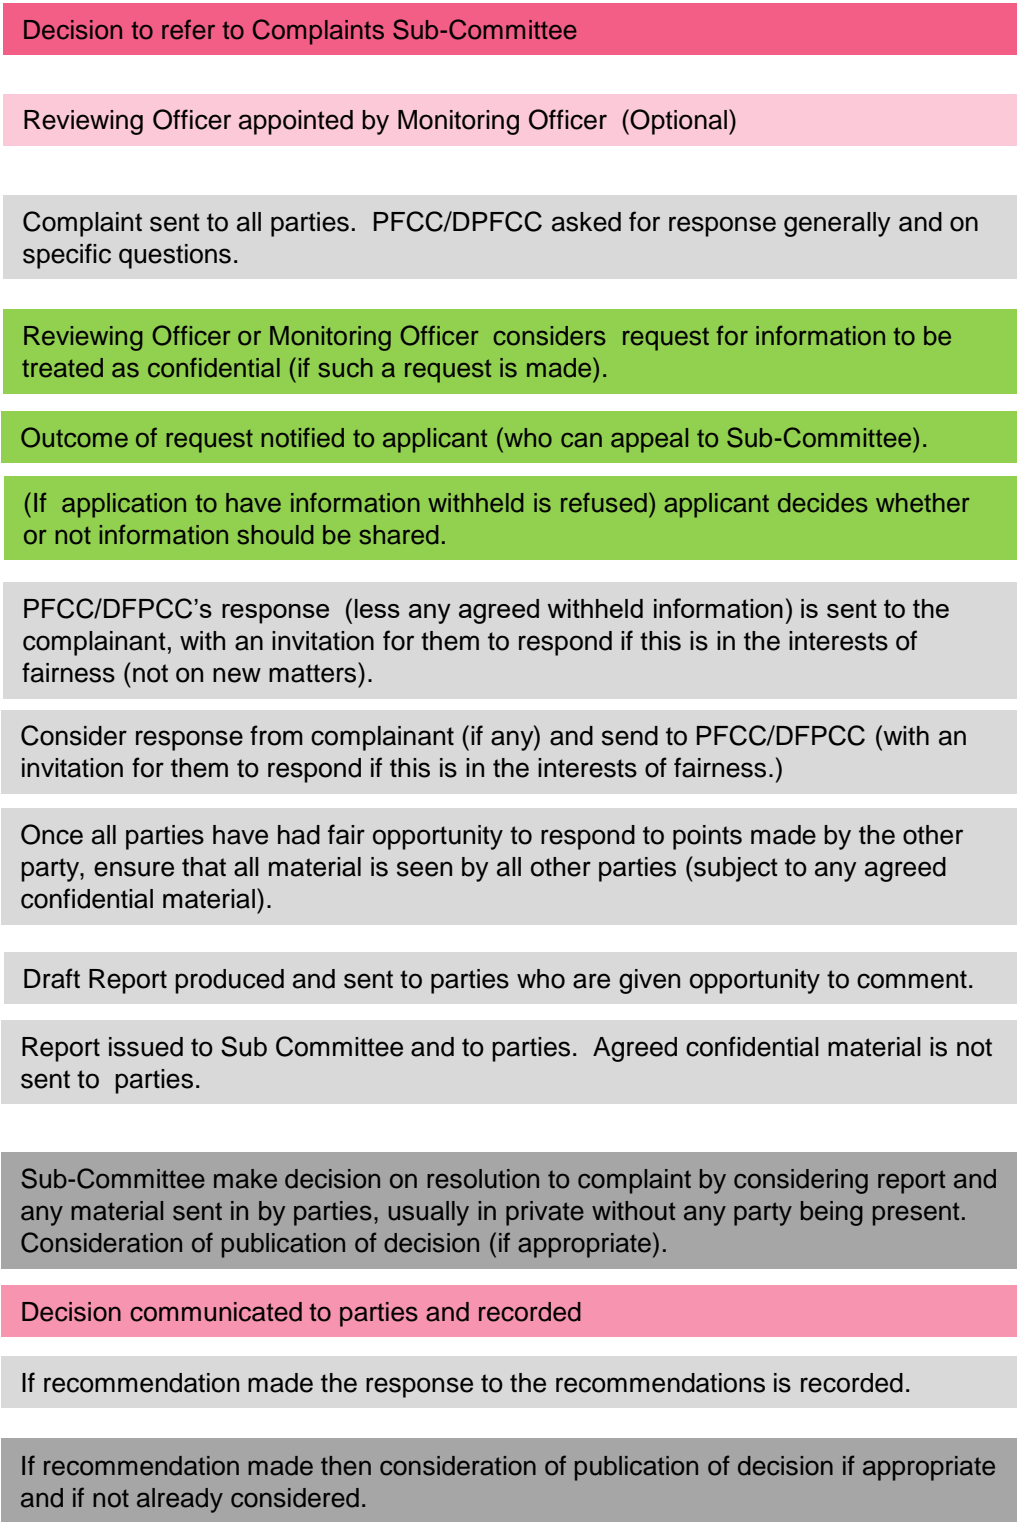 Decision to refer to Complaints Sub-Committee
Reviewing Officer appointed by Monitoring Officer  (Optional)
Complaint sent to all parties.  PFCC/DPFCC asked for response generally and on
specific questions.
Reviewing Officer or Monitoring Officer  considers  request for information to be
treated as confidential (if such a request is made).
Outcome of request notified to applicant (who can appeal to Sub-Committee).
(If  application to have information withheld is refused) applicant decides whether
or not information should be shared.
PFCC/DFPCC’s response  (less any agreed withheld information) is sent to the
complainant, with an invitation for them to respond if this is in the interests of
fairness (not on new matters).
Consider response from complainant (if any) and send to PFCC/DFPCC (with an
invitation for them to respond if this is in the interests of fairness.)
Once all parties have had fair opportunity to respond to points made by the other
party, ensure that all material is seen by all other parties (subject to any agreed
confidential material).
Draft Report produced and sent to parties who are given opportunity to comment.
Report issued to Sub Committee and to parties.  Agreed confidential material is not
sent to  parties.
Sub-Committee make decision on resolution to complaint by considering report and
any material sent in by parties, usually in private without any party being present.
Consideration of publication of decision (if appropriate).
Decision communicated to parties and recorded
If recommendation made the response to the recommendations is recorded.
If recommendation made then consideration of publication of decision if appropriate
and if not already considered.